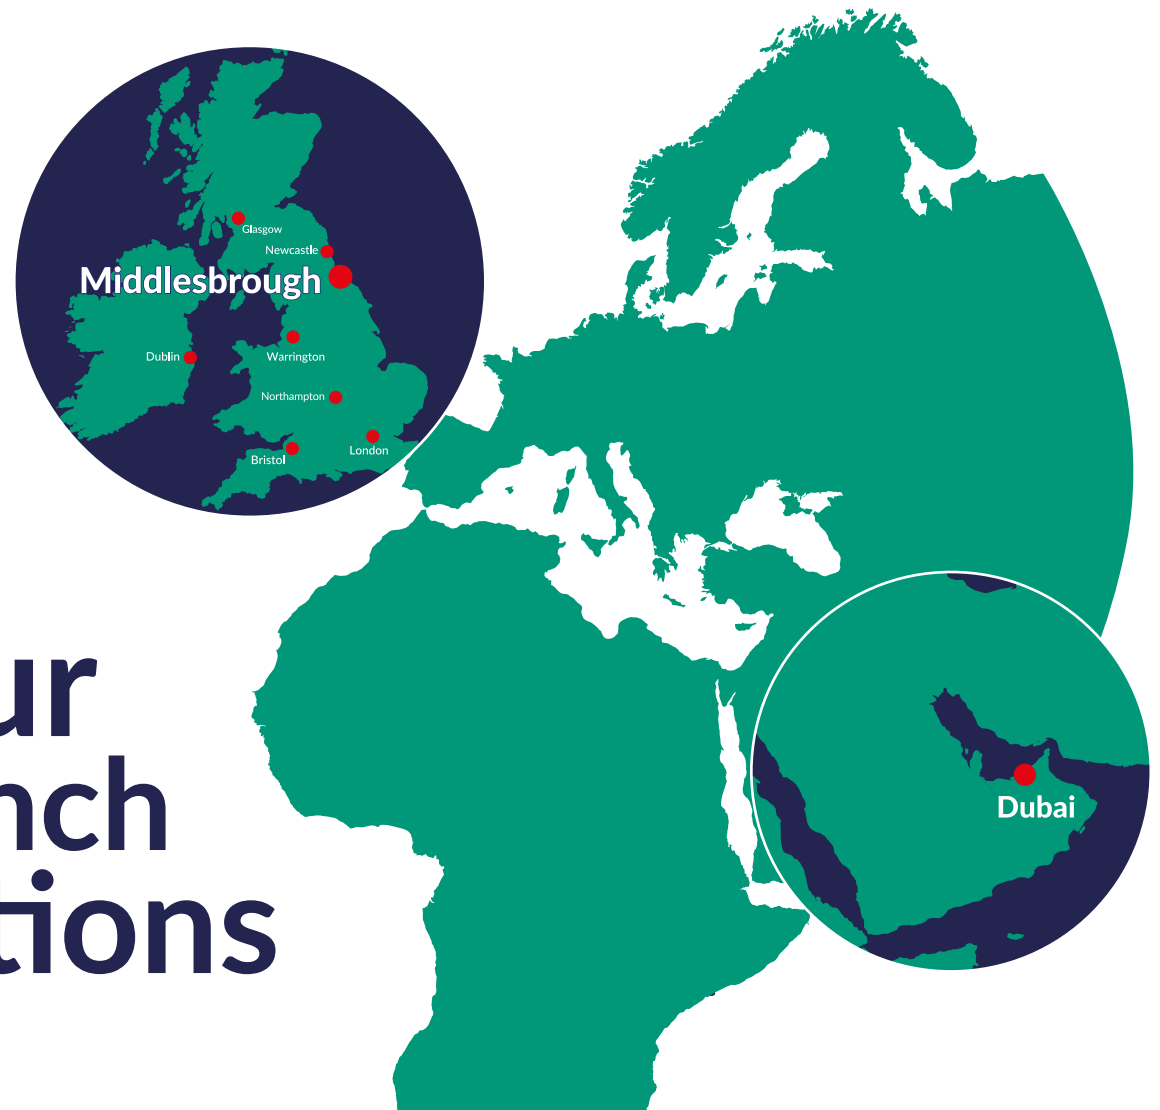 Glasgow
Newcastle
Middlesbrough
Dublin
Warrington
Northampton
London
Bristol
ur
nch
tions
Dubai